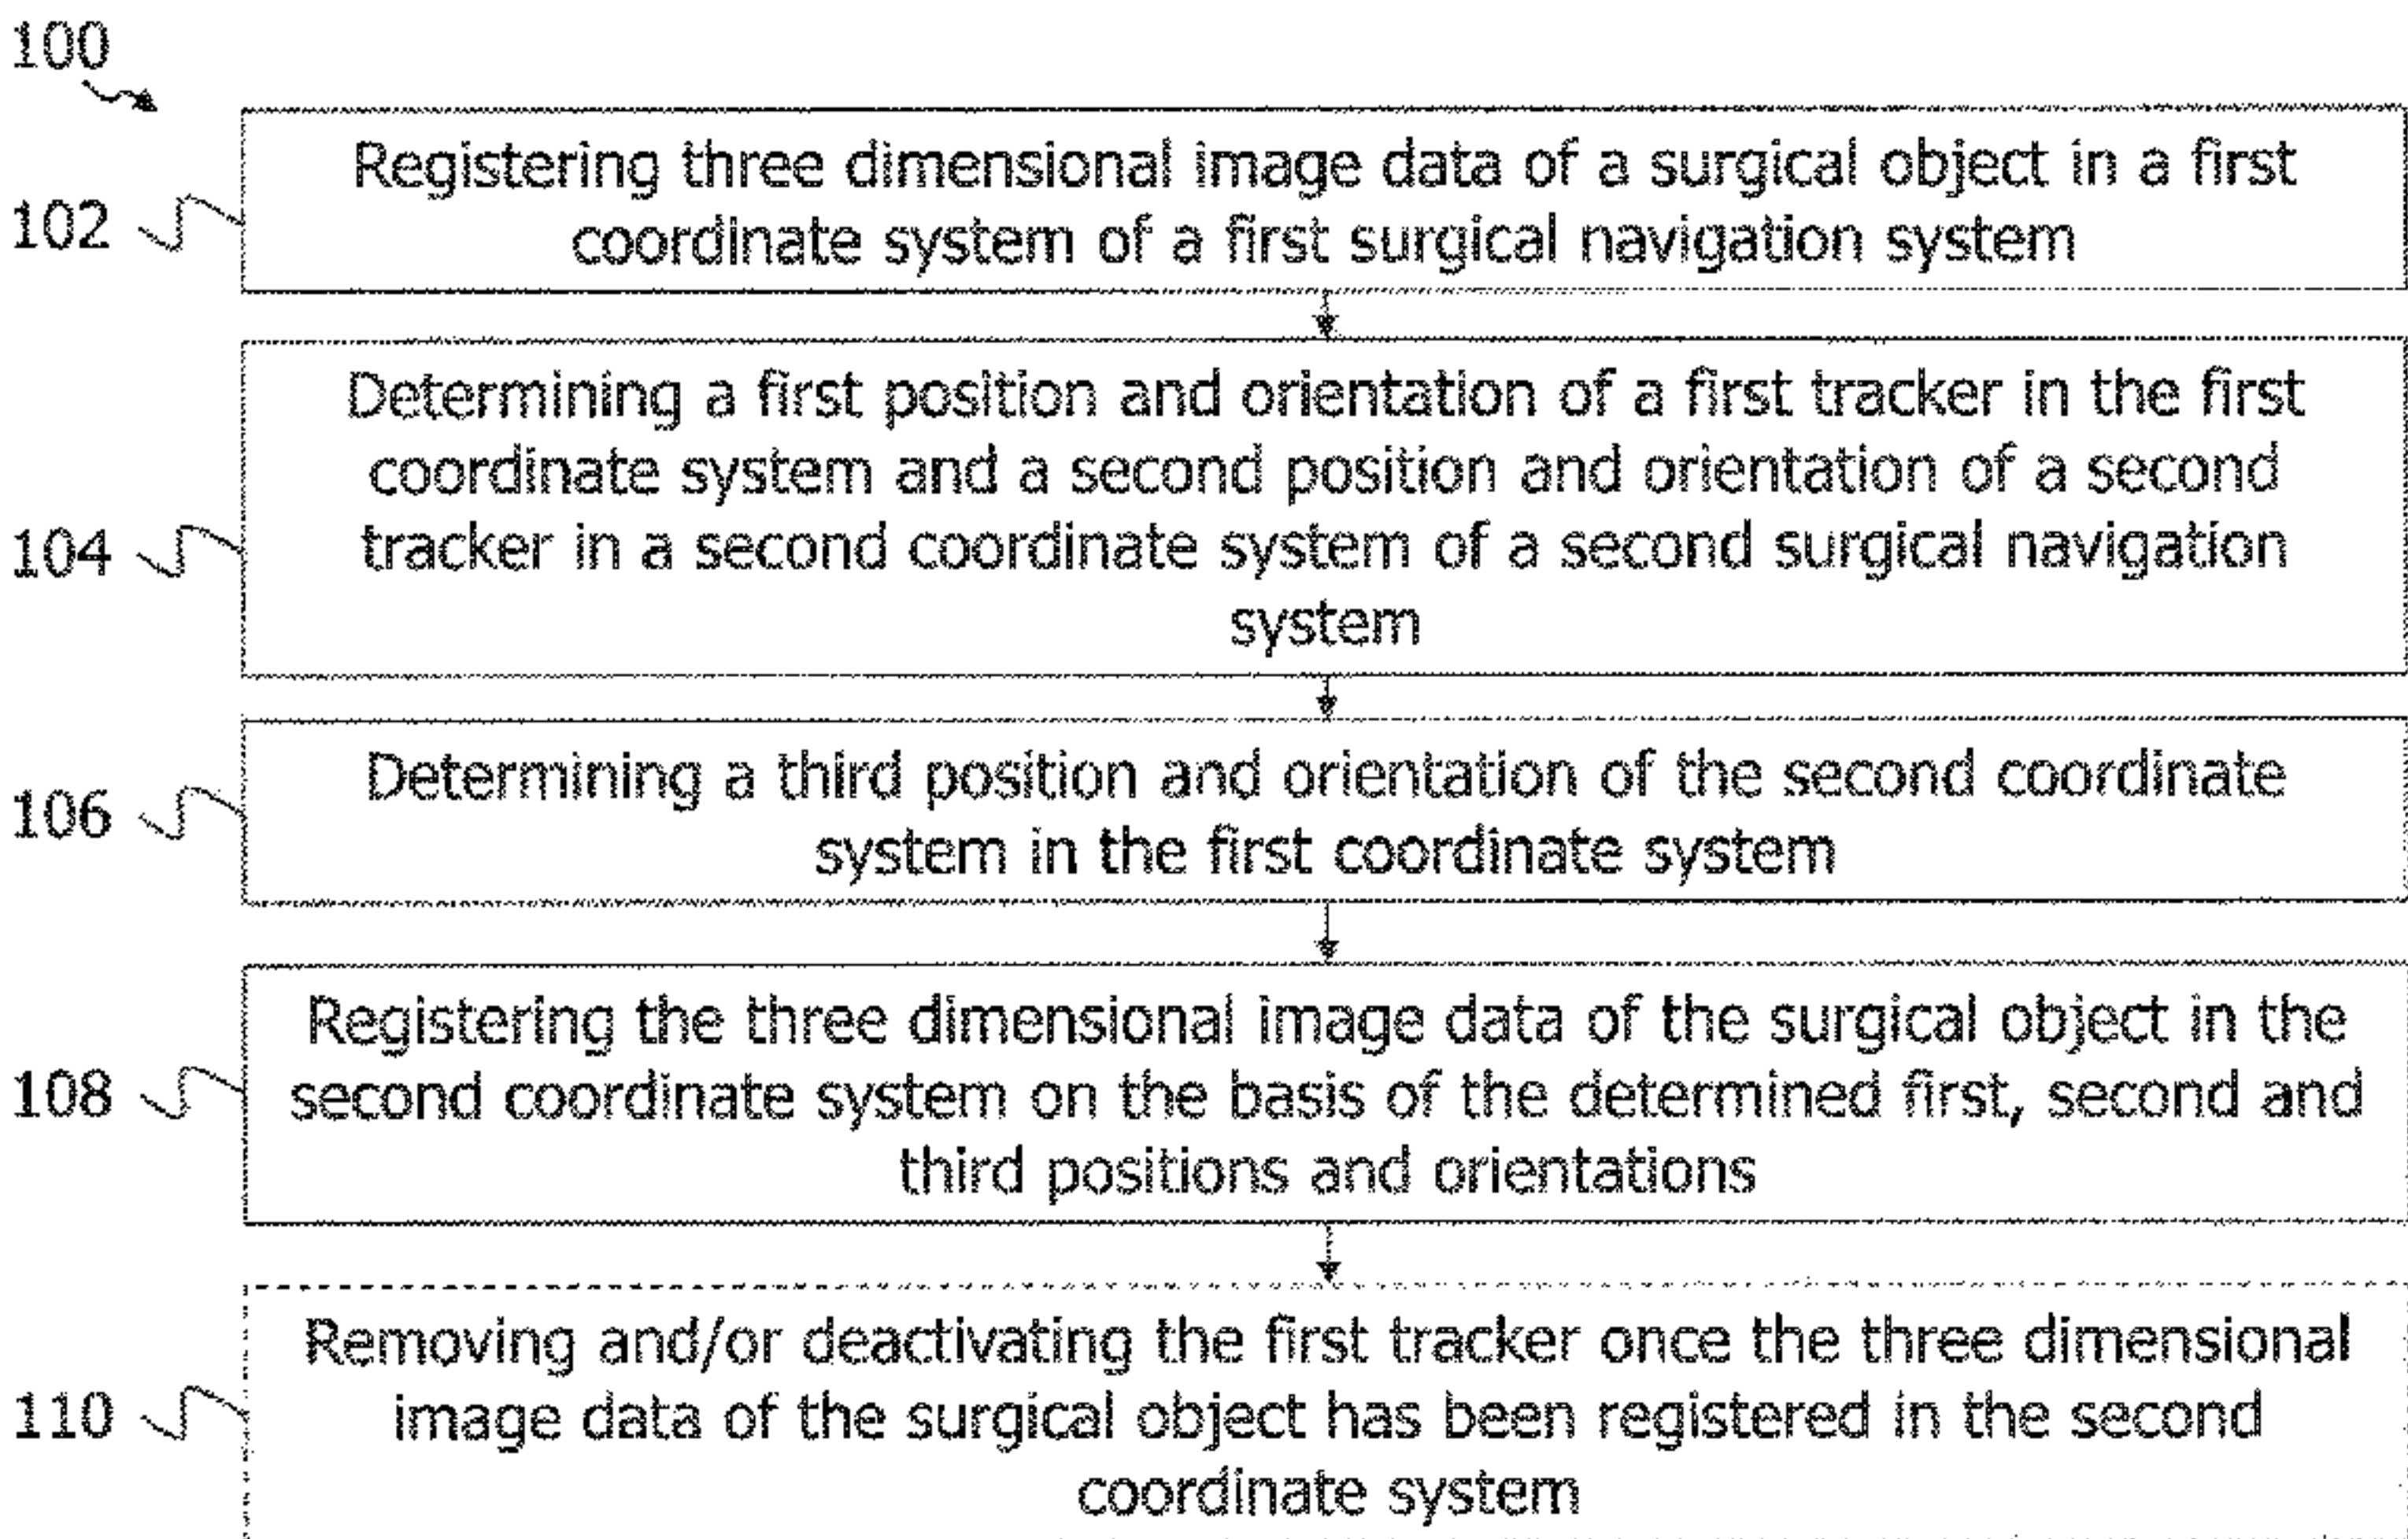 100
102
Registering three dimensional image data of a surgical object in a first
coordinate system of a first surgical navigation system
104
Determining a first position and orientation of a first tracker in the first
coordinate system and a second position and orientation of a second
tracker in a second coordinate system of a second surgical navigation
system
106
Determining a third position and orientation of the second coordinate
system in the first coordinate system
108
Registering the three dimensional image data of the surgical object in the
second coordinate system on the basis of the determined first, second and
third positions and orientations
110
Removing and/or deactivating the first tracker once the three dimensional
image data of the surgical object has been registered in the second
coordinate system